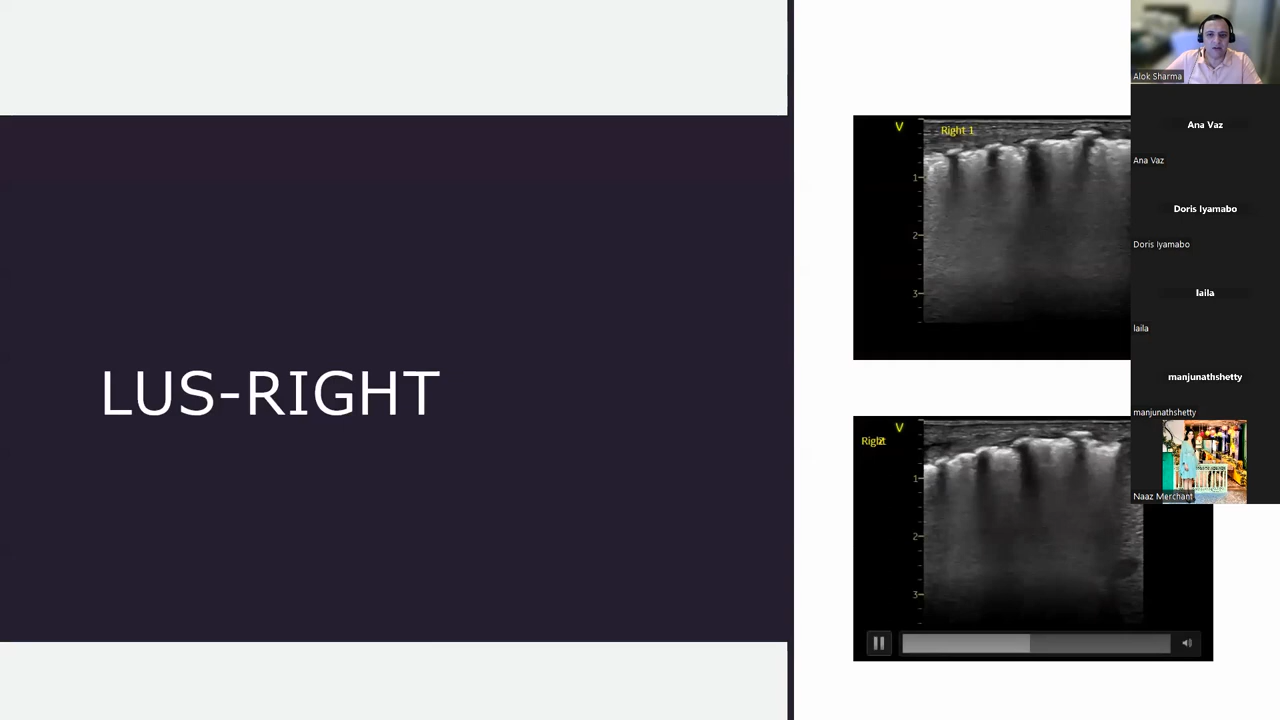 LUS-RIGHT
V
Right 1
1
2
3
V
Right
1
2
3
Alok Sharma
Ana Vaz
Ana Vaz
Doris Iyamabo
Doris Iyamabo
laila
laila
manjunathshetty
manjunathshetty
Naaz Merchant